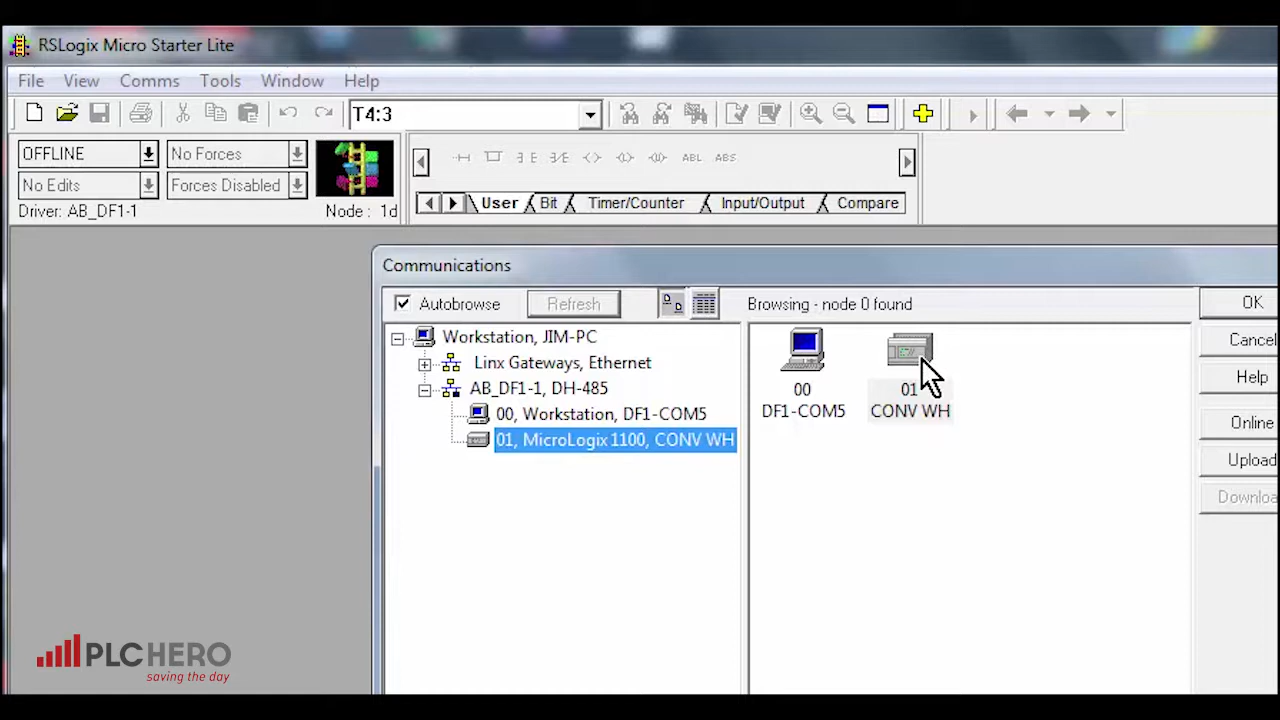 RSLogix Micro Starter Lite
File View Comms Tools Window Help
T4:3
OFFLINE No Forces
No Edits Forces Disabled
Driver: AB_DF1-1 Node : 1d
ABL ABS
User Bit Timer/Counter Input/Output Compare
Communications
Autobrowse Refresh Browsing - node 0 found
Workstation, JIM-PC
Linx Gateways, Ethernet
AB_DF1-1, DH-485
00, Workstation, DF1-COM5
01, MicroLogix 1100, CONV WH
00
DF1-COM5
01
CONV WH
OK
Cancel
Help
Online
Upload
Downloa
PLCHERO
saving the day